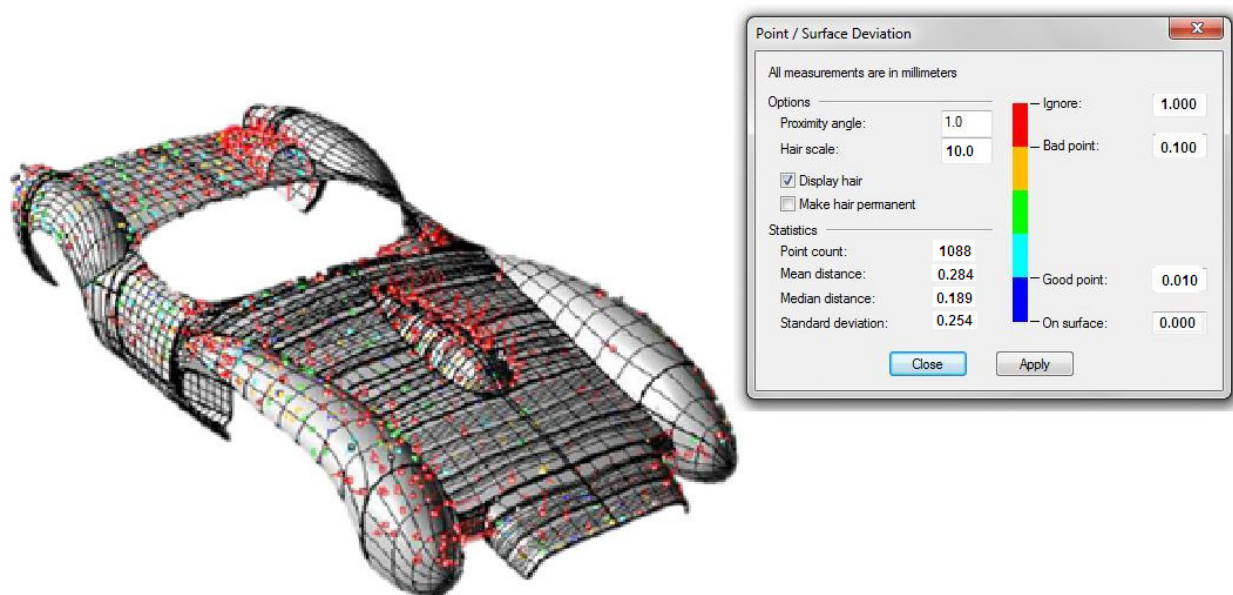 Point / Surface Deviation
All measurements are in millimeters
Options
Proximity angle: 1.0
Hair scale: 10.0
Display hair
Make hair permanent
Statistics
Point count: 1088
Mean distance: 0.284
Median distance: 0.189
Standard deviation: 0.254
Ignore: 1.000
Bad point: 0.100
Good point: 0.010
On surface: 0.000
Close Apply